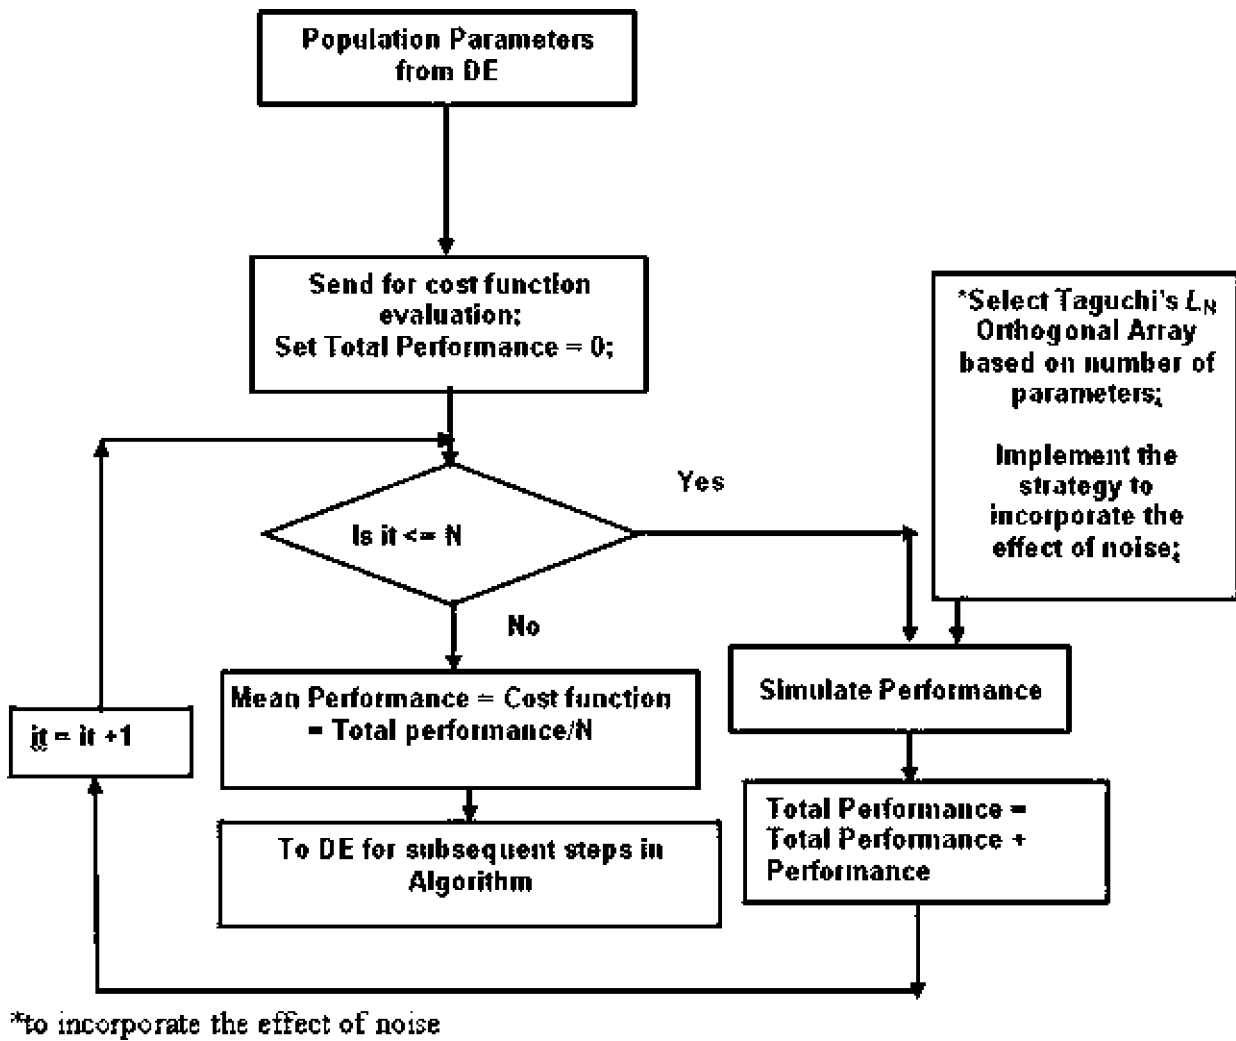 Population Parameters
from DE
Send for cost function
evaluation;
Set Total Performance = 0;
*Select Taguchi's L_N
Orthogonal Array
based on number of
parameters;
Implement the
strategy to
incorporate the
effect of noise;
Yes
Is it <= N
No
Mean Performance = Cost function
= Total performance/N
Simulate Performance
it = it +1
Total Performance =
Total Performance +
Performance
To DE for subsequent steps in
Algorithm
*to incorporate the effect of noise